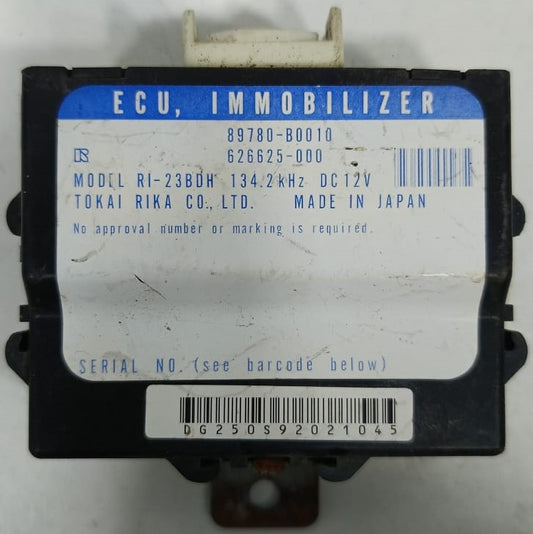 ECU, IMMOBILIZER
89780-B0010
626625-000
MODEL RI-23BDH 134.2kHz DC12V
TOKAI RIKA CO., LTD. MADE IN JAPAN
No approval number or marking is required.
SERIAL NO. (see barcode below)
DG250S92021045